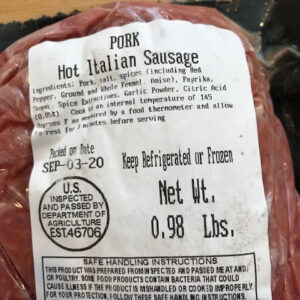 PORK
Hot Italian Sausage
Ingredients: Pork, salt, spices (including Red
Pepper, Ground and Whole Fennel, Anise), Paprika,
Sugar, Spice Extractives, Garlic Powder, Citric Acid
(0.01%) Cook to an internal temperature of 145
degrees F as measured by a food thermometer and allow
to rest for 3 minutes before serving
Packed on Date
SEP-03-20
Keep Refrigerated or Frozen
U.S.
INSPECTED
AND PASSED BY
DEPARTMENT OF
AGRICULTURE
EST.46706
Net Wt.
0.98 Lbs.
SAFE HANDLING INSTRUCTIONS
THIS PRODUCT WAS PREPARED FROM INSPECTED AND PASSED MEAT AND/
OR POULTRY. SOME FOOD PRODUCTS CONTAIN BACTERIA THAT COULD
CAUSE ILLNESS IF THE PRODUCT IS MISHANDLED OR COOKED IMPROPERLY.
FOR YOUR PROTECTION, FOLLOW THESE SAFE HANDLING INSTRUCTIONS.